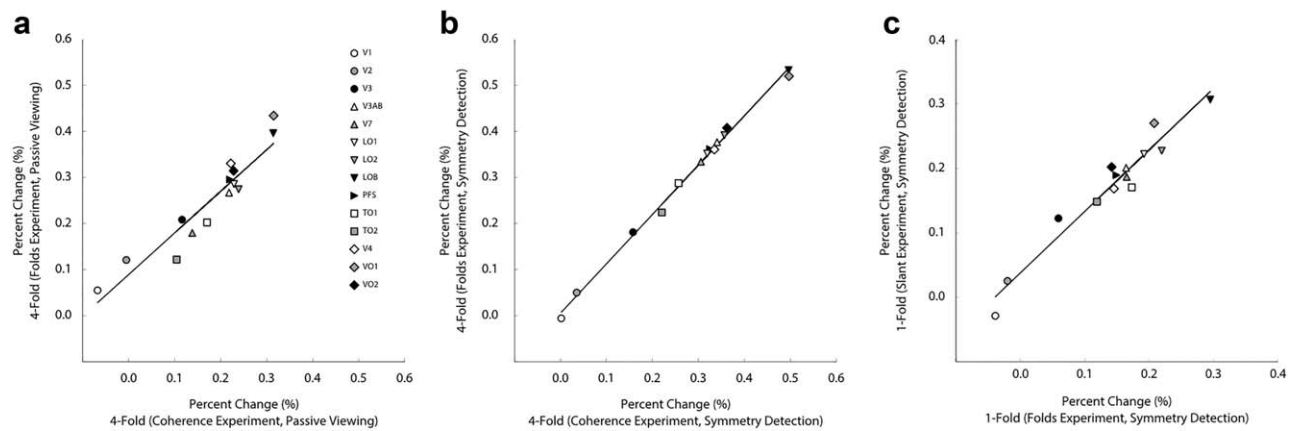 a
0.6
0.5
0.4
0.3
0.2
0.1
0.0
Percent Change (%)
4-Fold (Folds Experiment, Passive Viewing)
0.0 0.1 0.2 0.3 0.4 0.5 0.6
Percent Change (%)
4-Fold (Coherence Experiment, Passive Viewing)
V1
V2
V3
V3AB
V7
LO1
LO2
LOB
PFS
TO1
TO2
V4
VO1
VO2
b
0.6
0.5
0.4
0.3
0.2
0.1
0.0
Percent Change (%)
4-Fold (Folds Experiment, Symmetry Detection)
0.0 0.1 0.2 0.3 0.4 0.5 0.6
Percent Change (%)
4-Fold (Coherence Experiment, Symmetry Detection)
c
0.4
0.3
0.2
0.1
0.0
Percent Change (%)
1-Fold (Slant Experiment, Symmetry Detection)
0.0 0.1 0.2 0.3 0.4
Percent Change (%)
1-Fold (Folds Experiment, Symmetry Detection)